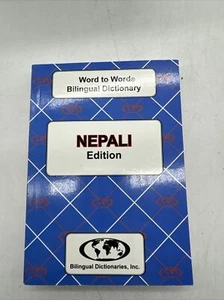 Word to Word®
Bilingual Dictionary
NEPALI
Edition
Bilingual Dictionaries, Inc.